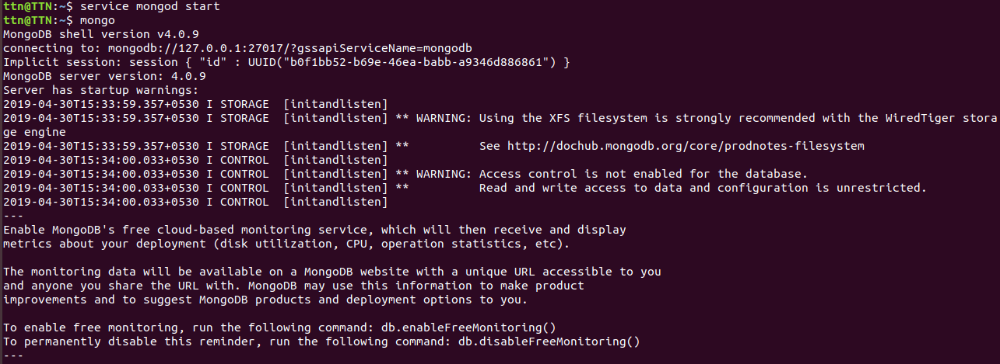 ttn@TTN:~$ service mongod start
ttn@TTN:~$ mongo
MongoDB shell version v4.0.9
connecting to: mongodb://127.0.0.1:27017/?gssapiServiceName=mongodb
Implicit session: session { "id" : UUID("b0f1bb52-b69e-46ea-babb-a9346d886861") }
MongoDB server version: 4.0.9
Server has startup warnings:
2019-04-30T15:33:59.357+0530 I STORAGE  [initandlisten]
2019-04-30T15:33:59.357+0530 I STORAGE  [initandlisten] ** WARNING: Using the XFS filesystem is strongly recommended with the WiredTiger stora
ge engine
2019-04-30T15:33:59.357+0530 I STORAGE  [initandlisten] **          See http://dochub.mongodb.org/core/prodnotes-filesystem
2019-04-30T15:34:00.033+0530 I CONTROL  [initandlisten]
2019-04-30T15:34:00.033+0530 I CONTROL  [initandlisten] ** WARNING: Access control is not enabled for the database.
2019-04-30T15:34:00.033+0530 I CONTROL  [initandlisten] **          Read and write access to data and configuration is unrestricted.
2019-04-30T15:34:00.033+0530 I CONTROL  [initandlisten]
---
Enable MongoDB's free cloud-based monitoring service, which will then receive and display
metrics about your deployment (disk utilization, CPU, operation statistics, etc).

The monitoring data will be available on a MongoDB website with a unique URL accessible to you
and anyone you share the URL with. MongoDB may use this information to make product
improvements and to suggest MongoDB products and deployment options to you.

To enable free monitoring, run the following command: db.enableFreeMonitoring()
To permanently disable this reminder, run the following command: db.disableFreeMonitoring()
---